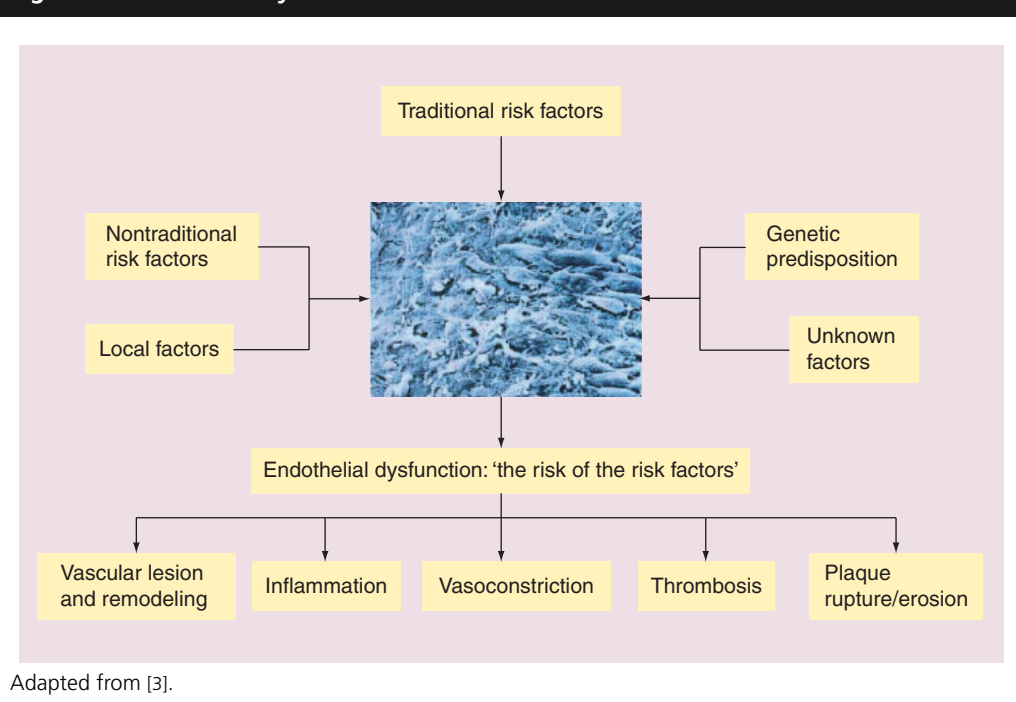 Traditional risk factors
Nontraditional
risk factors
Genetic
predisposition
Local factors
Unknown
factors
Endothelial dysfunction: ‘the risk of the risk factors’
Vascular lesion
and remodeling
Inflammation
Vasoconstriction
Thrombosis
Plaque
rupture/erosion
Adapted from [3].